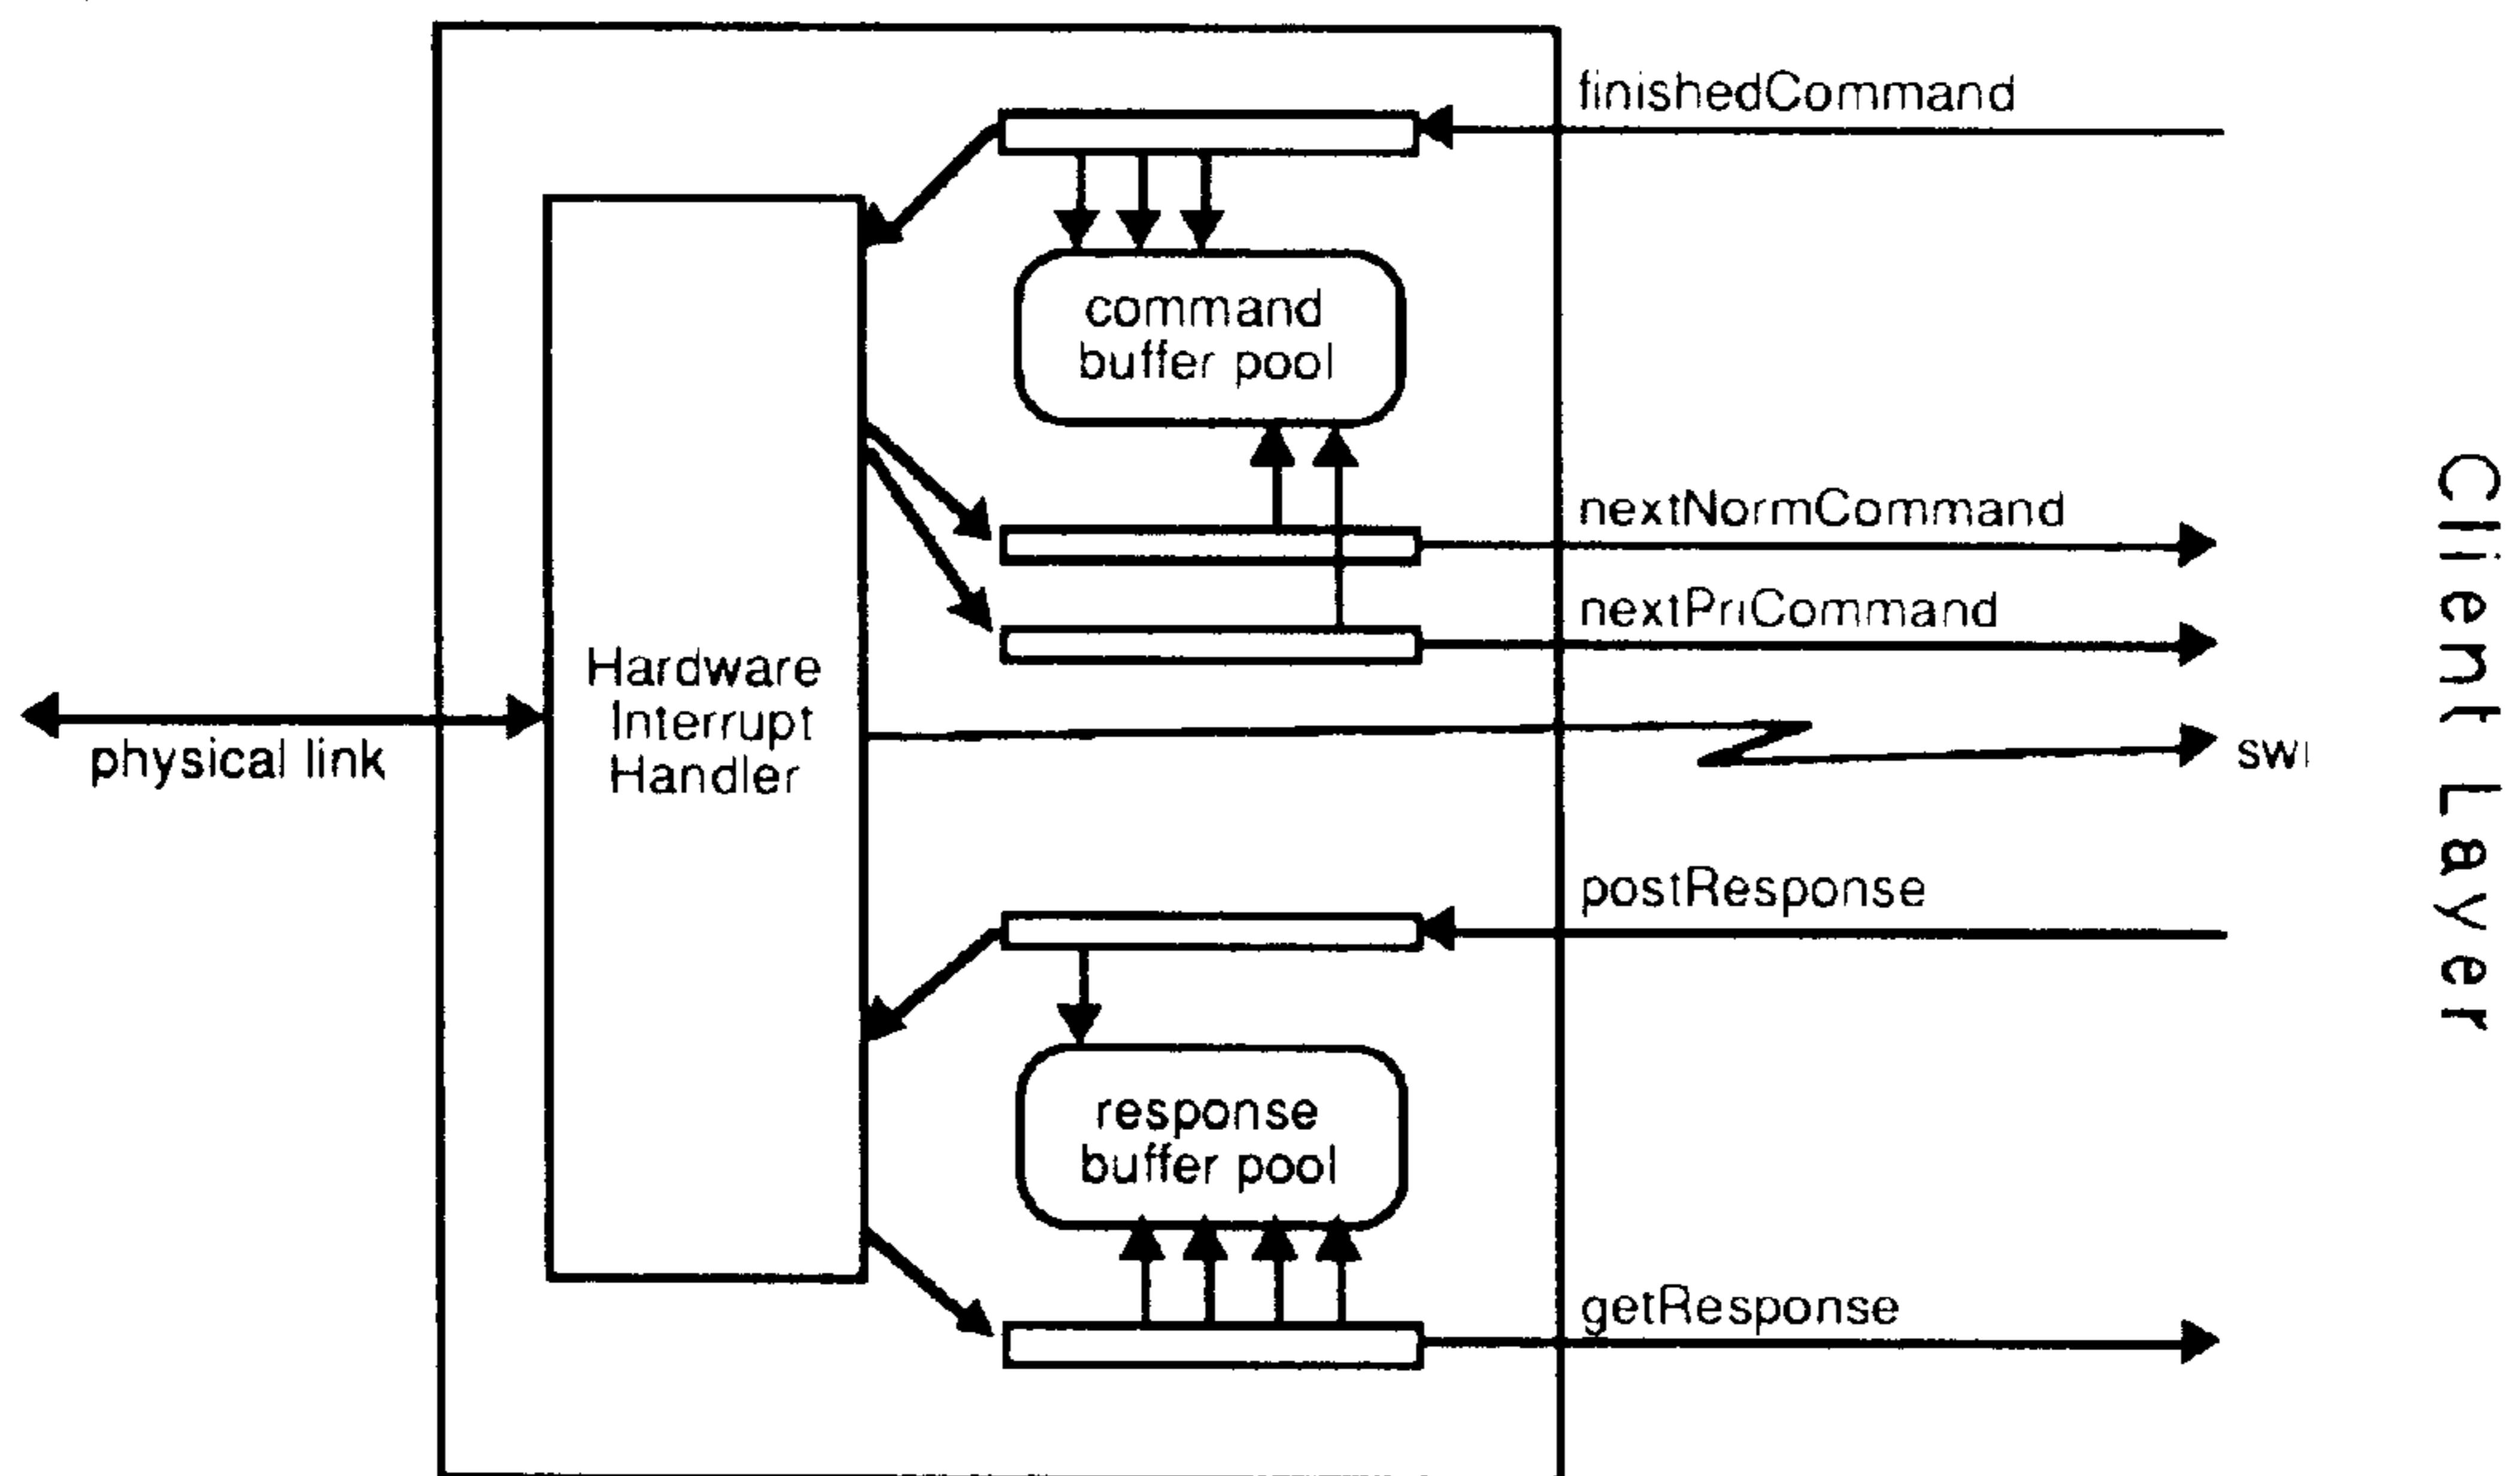 finishedCommand
command
buffer pool
nextNormCommand
nextPriCommand
Hardware
Interrupt
Handler
physical link
swi
postResponse
response
buffer pool
getResponse
Client Layer